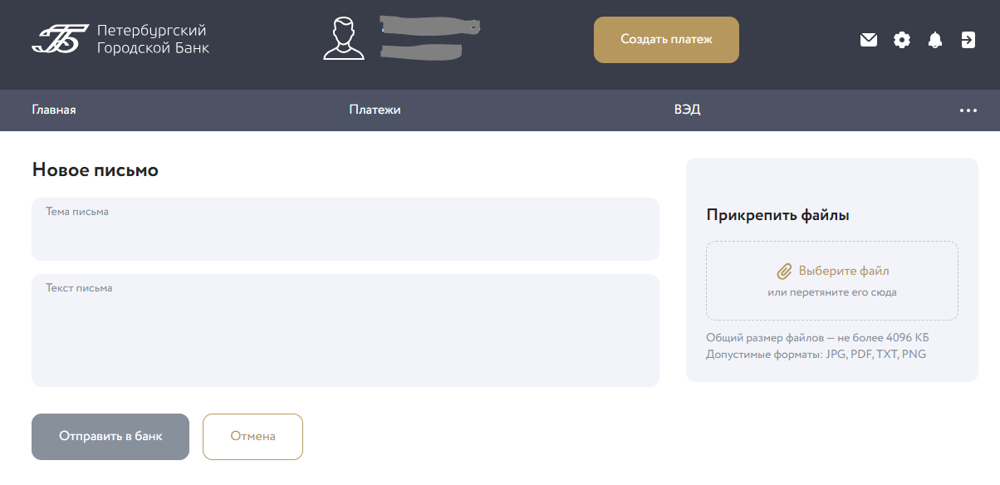 Петербургский
Городской Банк
Создать платеж
Главная
Платежи
ВЭД
Новое письмо
Тема письма
Текст письма
Отправить в банк
Отмена
Прикрепить файлы
Выберите файл
или перетяните его сюда
Общий размер файлов — не более 4096 КБ
Допустимые форматы: JPG, PDF, TXT, PNG